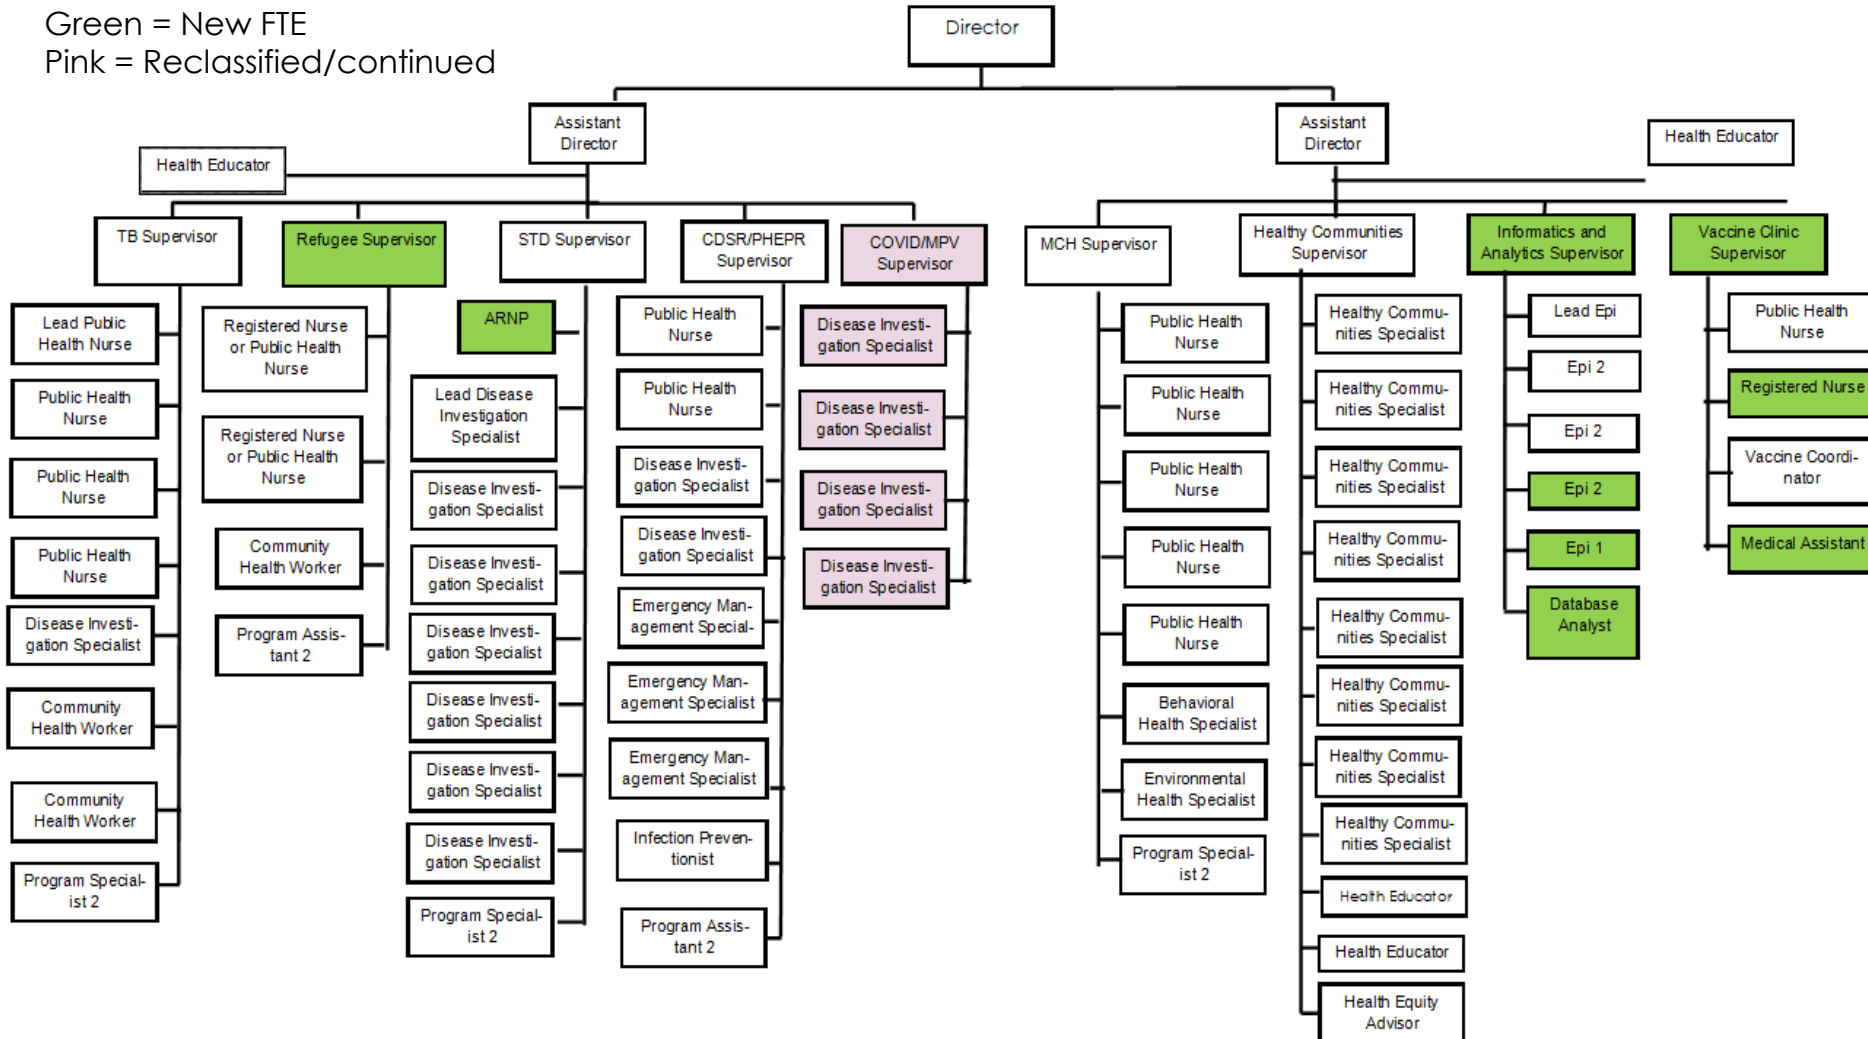 Green = New FTE
Pink = Reclassified/continued
Director
Assistant
Director
Health Educator
Assistant
Director
Health Educator
TB Supervisor
Lead Public
Health Nurse
Public Health
Nurse
Public Health
Nurse
Public Health
Nurse
Disease Investi-
gation Specialist
Community
Health Worker
Community
Health Worker
Program Special-
ist 2
Refugee Supervisor
Registered Nurse
or Public Health
Nurse
Registered Nurse
or Public Health
Nurse
Community
Health Worker
Program Assis-
tant 2
STD Supervisor
ARNP
Lead Disease
Investigation
Specialist
Disease Investi-
gation Specialist
Disease Investi-
gation Specialist
Disease Investi-
gation Specialist
Disease Investi-
gation Specialist
Disease Investi-
gation Specialist
Disease Investi-
gation Specialist
Program Special-
ist 2
CDSR/PHEPR
Supervisor
Public Health
Nurse
Public Health
Nurse
Disease Investi-
gation Specialist
Disease Investi-
gation Specialist
Emergency Man-
agement Special-
Emergency Man-
agement Specialist
Emergency Man-
agement Specialist
Infection Preven-
tionist
Program Assis-
tant 2
COVID/MPV
Supervisor
Disease Investi-
gation Specialist
Disease Investi-
gation Specialist
Disease Investi-
gation Specialist
Disease Investi-
gation Specialist
MCH Supervisor
Public Health
Nurse
Public Health
Nurse
Public Health
Nurse
Public Health
Nurse
Public Health
Nurse
Behavioral
Health Specialist
Environmental
Health Specialist
Program Special-
ist 2
Healthy Communities
Supervisor
Healthy Commu-
nities Specialist
Healthy Commu-
nities Specialist
Healthy Commu-
nities Specialist
Healthy Commu-
nities Specialist
Healthy Commu-
nities Specialist
Healthy Commu-
nities Specialist
Healthy Commu-
nities Specialist
Healthy Commu-
nities Specialist
Health Educator
Health Educator
Health Equity
Advisor
Informatics and
Analytics Supervisor
Lead Epi
Epi 2
Epi 2
Epi 2
Epi 1
Database
Analyst
Vaccine Clinic
Supervisor
Public Health
Nurse
Registered Nurse
Vaccine Coordi-
nator
Medical Assistant